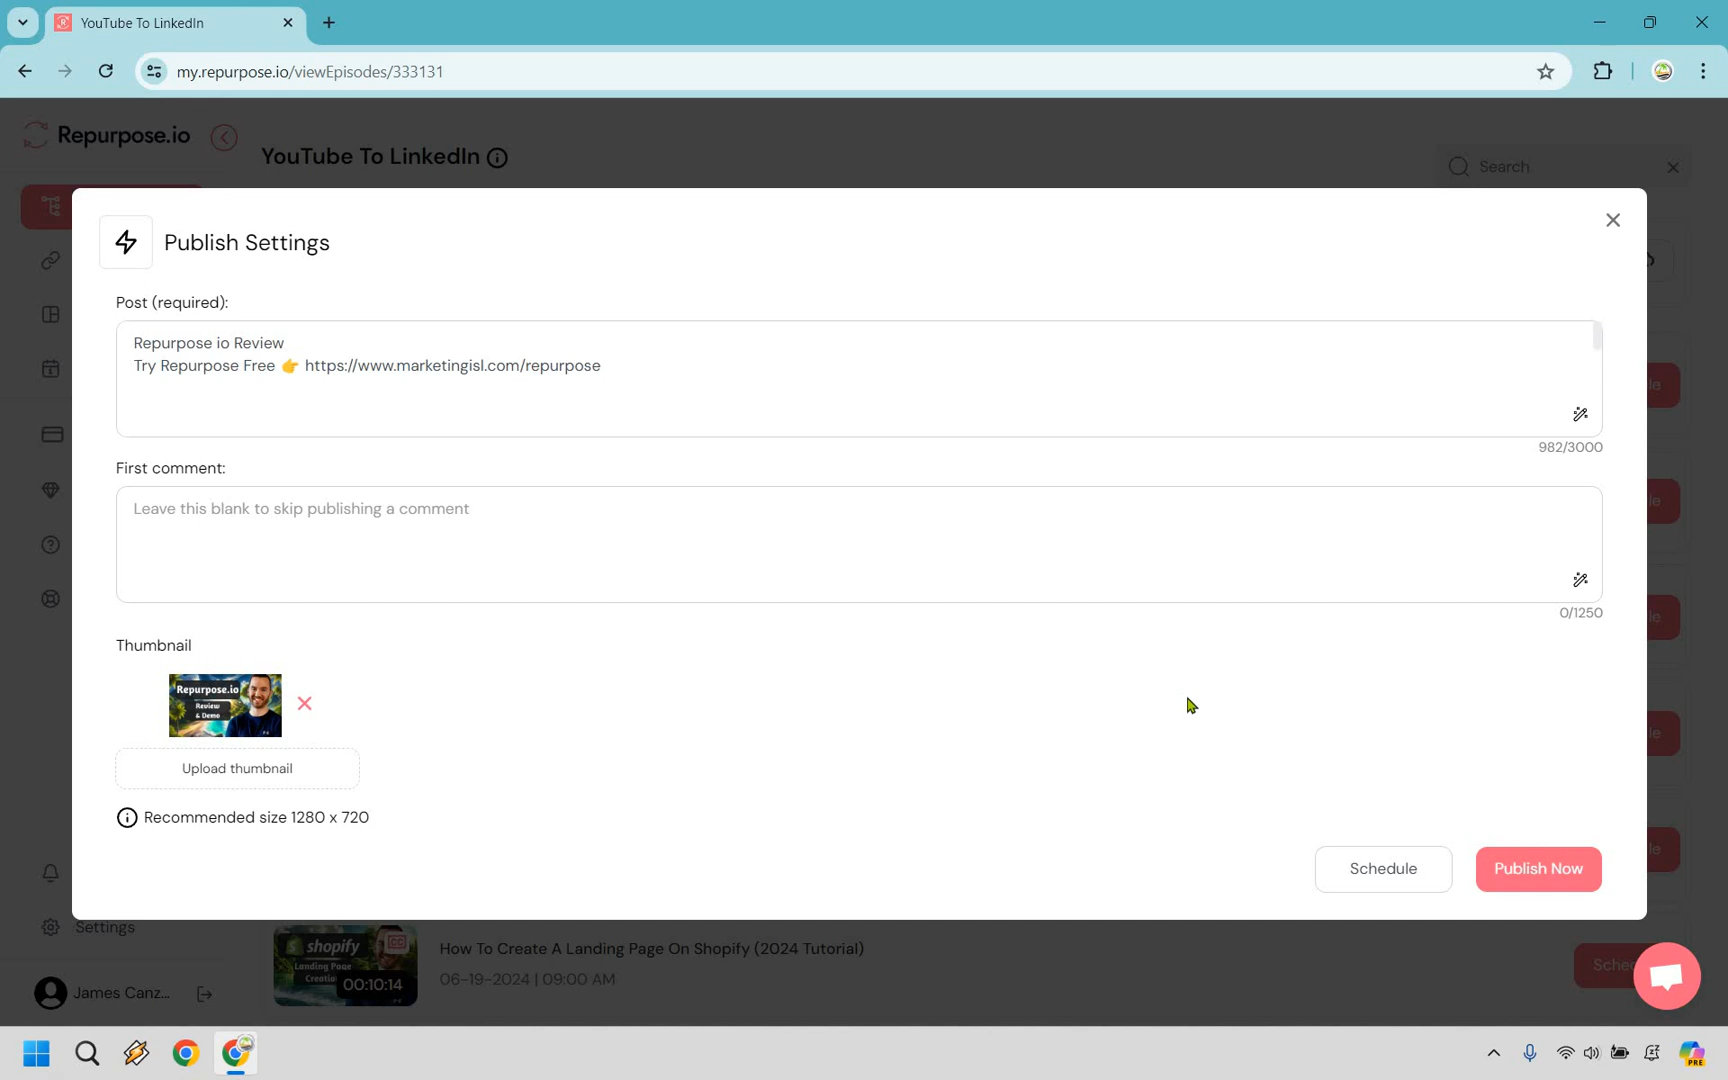 YouTube To LinkedIn
my.repurpose.io/viewEpisodes/333131
Repurpose.io
YouTube To LinkedIn
Search
Publish Settings
Post (required):
Repurpose io Review
Try Repurpose Free 👉 https://www.marketingisl.com/repurpose
982/3000
First comment:
Leave this blank to skip publishing a comment
0/1250
Thumbnail
Repurpose.io
Review
& Demo
Upload thumbnail
Recommended size 1280 x 720
Schedule
Publish Now
Settings
shopify
Landing Page
Creation
00:10:14
How To Create A Landing Page On Shopify (2024 Tutorial)
06-19-2024 | 09:00 AM
James Canz...
PRE